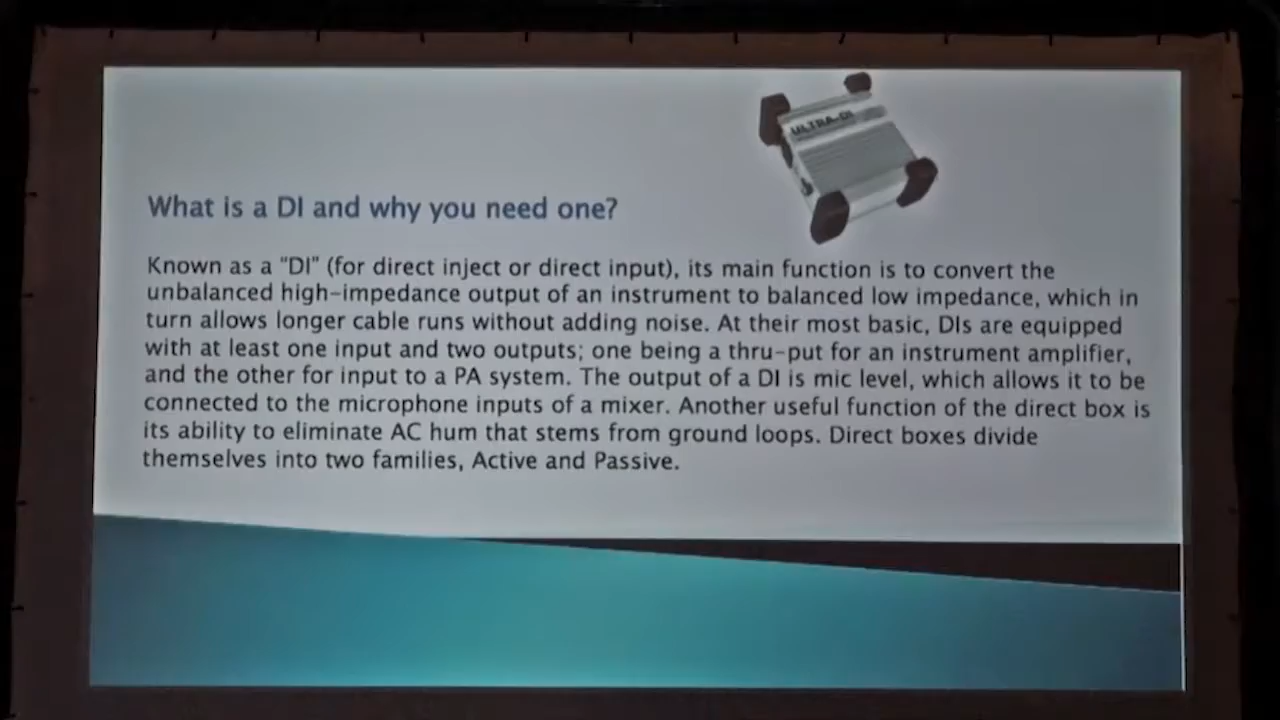 ULTRA-DI
What is a DI and why you need one?
Known as a "DI" (for direct inject or direct input), its main function is to convert the
unbalanced high-impedance output of an instrument to balanced low impedance, which in
turn allows longer cable runs without adding noise. At their most basic, DIs are equipped
with at least one input and two outputs; one being a thru-put for an instrument amplifier,
and the other for input to a PA system. The output of a DI is mic level, which allows it to be
connected to the microphone inputs of a mixer. Another useful function of the direct box is
its ability to eliminate AC hum that stems from ground loops. Direct boxes divide
themselves into two families, Active and Passive.